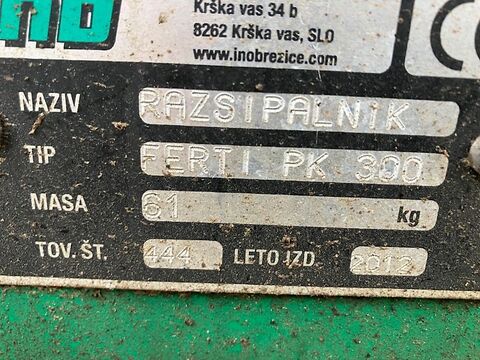 Krška vas 34 b
8262 Krška vas, SLO
www.inobrezice.com
NAZIV RAZSIPALNIK
TIP FERTI PK 300
MASA 61 kg
TOV. ŠT. 444 LETO IZD 2012